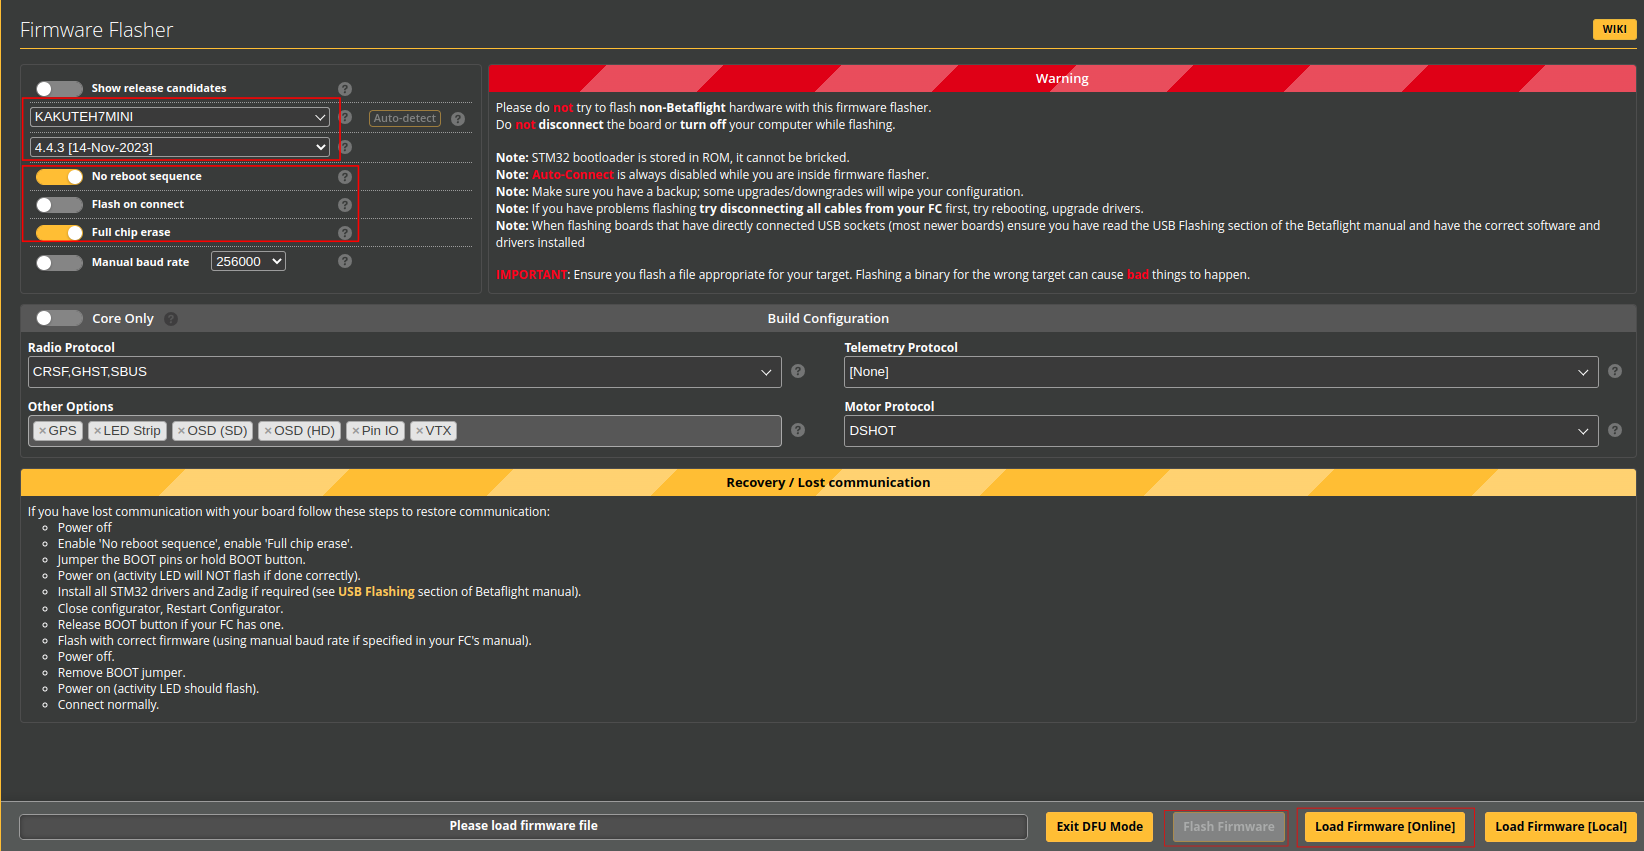 Firmware Flasher
WIKI
Show release candidates
KAKUTEH7MINI
Auto-detect
4.4.3 [14-Nov-2023]
No reboot sequence
Flash on connect
Full chip erase
Manual baud rate
256000
Warning
Please do not try to flash non-Betaflight hardware with this firmware flasher.
Do not disconnect the board or turn off your computer while flashing.
Note: STM32 bootloader is stored in ROM, it cannot be bricked.
Note: Auto-Connect is always disabled while you are inside firmware flasher.
Note: Make sure you have a backup; some upgrades/downgrades will wipe your configuration.
Note: If you have problems flashing try disconnecting all cables from your FC first, try rebooting, upgrade drivers.
Note: When flashing boards that have directly connected USB sockets (most newer boards) ensure you have read the USB Flashing section of the Betaflight manual and have the correct software and
drivers installed
IMPORTANT: Ensure you flash a file appropriate for your target. Flashing a binary for the wrong target can cause bad things to happen.
Core Only
Build Configuration
Radio Protocol
CRSF,GHST,SBUS
Telemetry Protocol
[None]
Other Options
×GPS ×LED Strip ×OSD (SD) ×OSD (HD) ×Pin IO ×VTX
Motor Protocol
DSHOT
Recovery / Lost communication
If you have lost communication with your board follow these steps to restore communication:
Power off
Enable 'No reboot sequence', enable 'Full chip erase'.
Jumper the BOOT pins or hold BOOT button.
Power on (activity LED will NOT flash if done correctly).
Install all STM32 drivers and Zadig if required (see USB Flashing section of Betaflight manual).
Close configurator, Restart Configurator.
Release BOOT button if your FC has one.
Flash with correct firmware (using manual baud rate if specified in your FC's manual).
Power off.
Remove BOOT jumper.
Power on (activity LED should flash).
Connect normally.
Please load firmware file
Exit DFU Mode
Flash Firmware
Load Firmware [Online]
Load Firmware [Local]